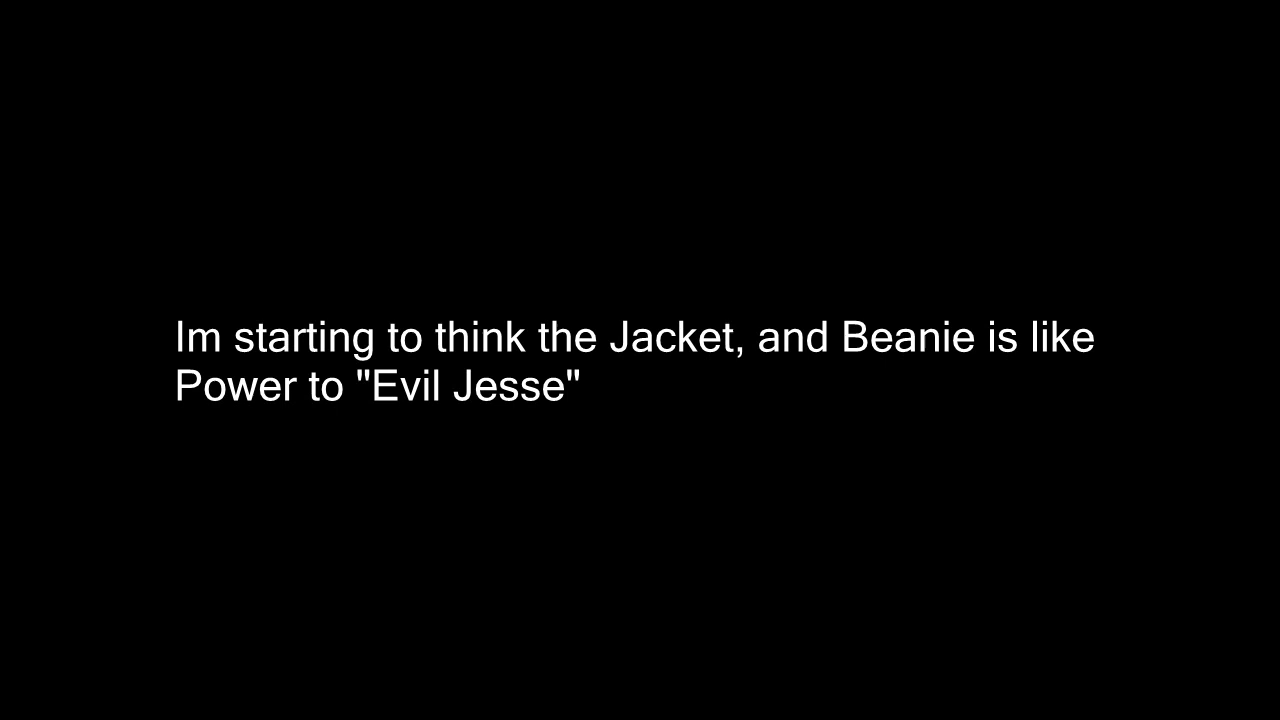 Im starting to think the Jacket, and Beanie is like
Power to "Evil Jesse"